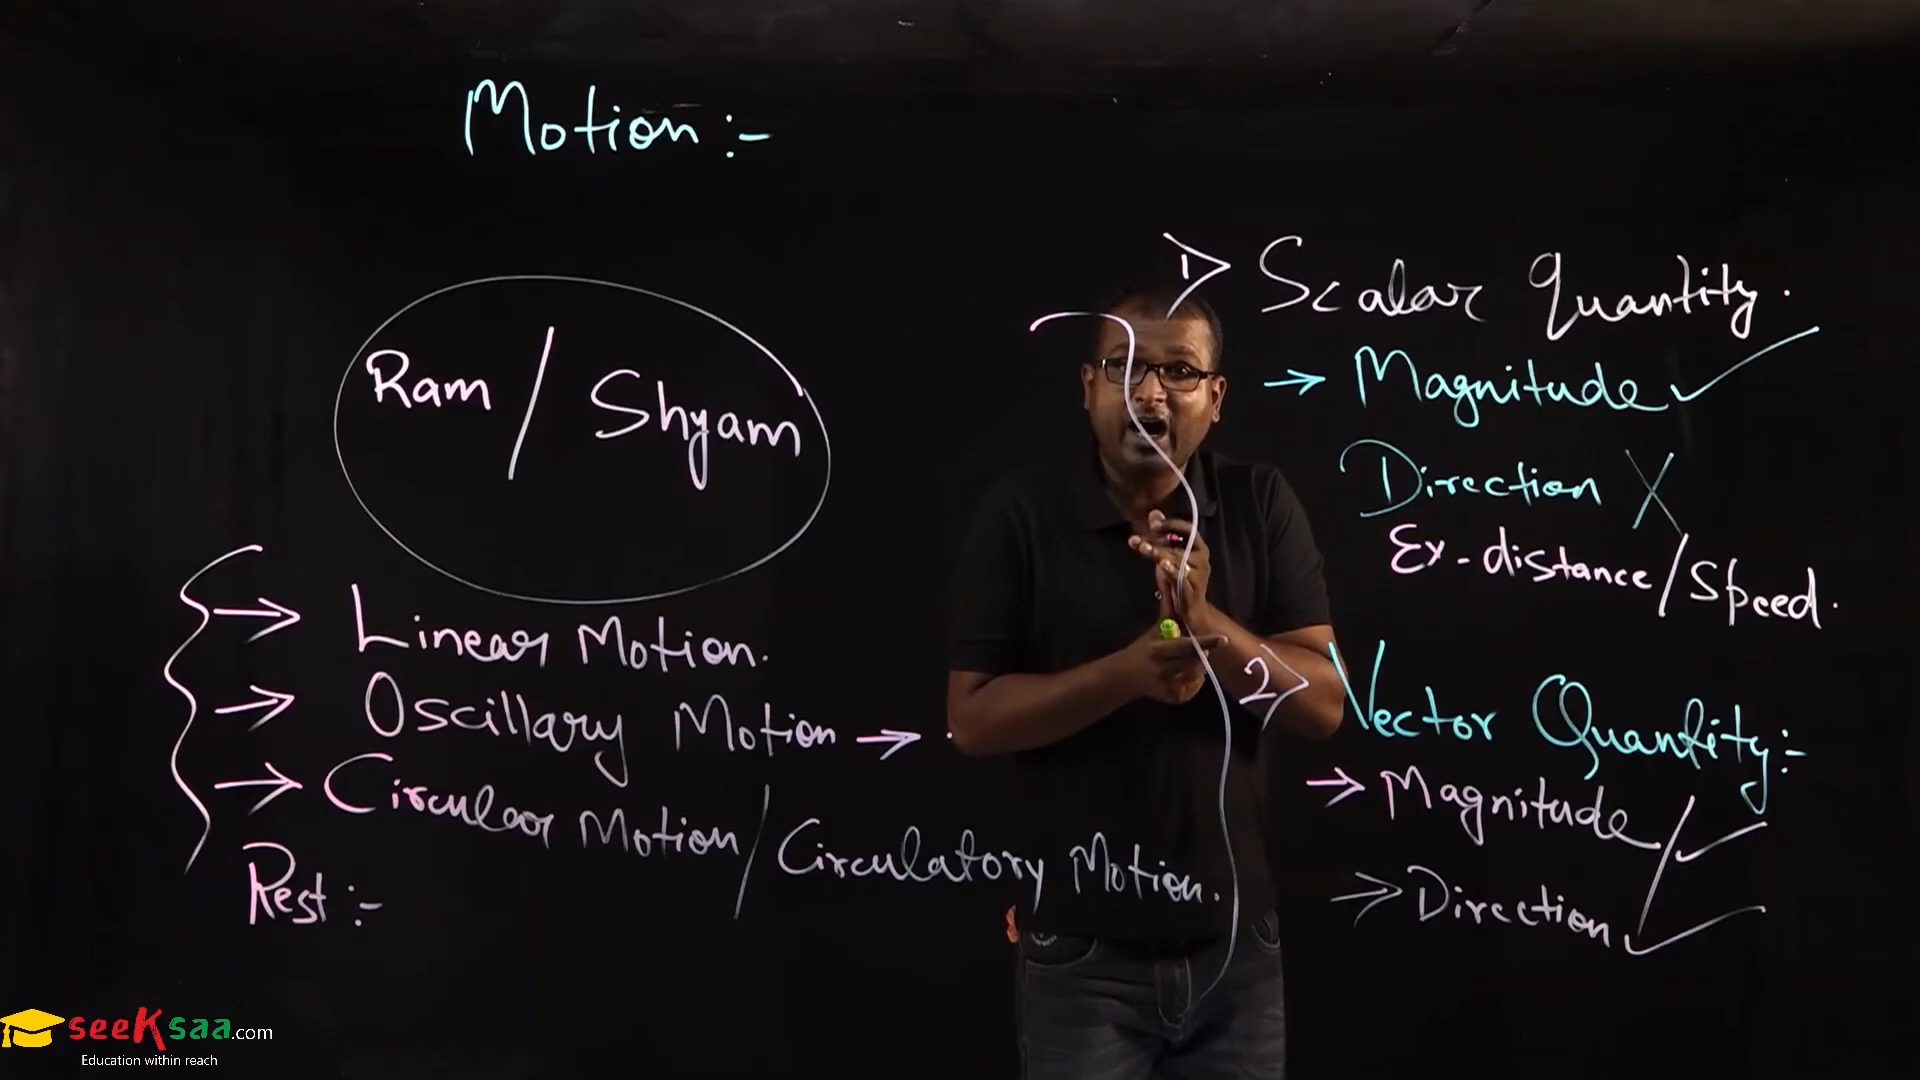 Motion:-
Ram / Shyam
→ Linear Motion.
→ Oscillary Motion →
→ Circular Motion / Circulatory Motion.
Rest :-
1> Scalar Quantity.
→ Magnitude ✓
Direction X
Ex - distance / Speed.
2> Vector Quantity:-
→ Magnitude / ✓
→ Direction ✓
seeKsaa.com
Education within reach